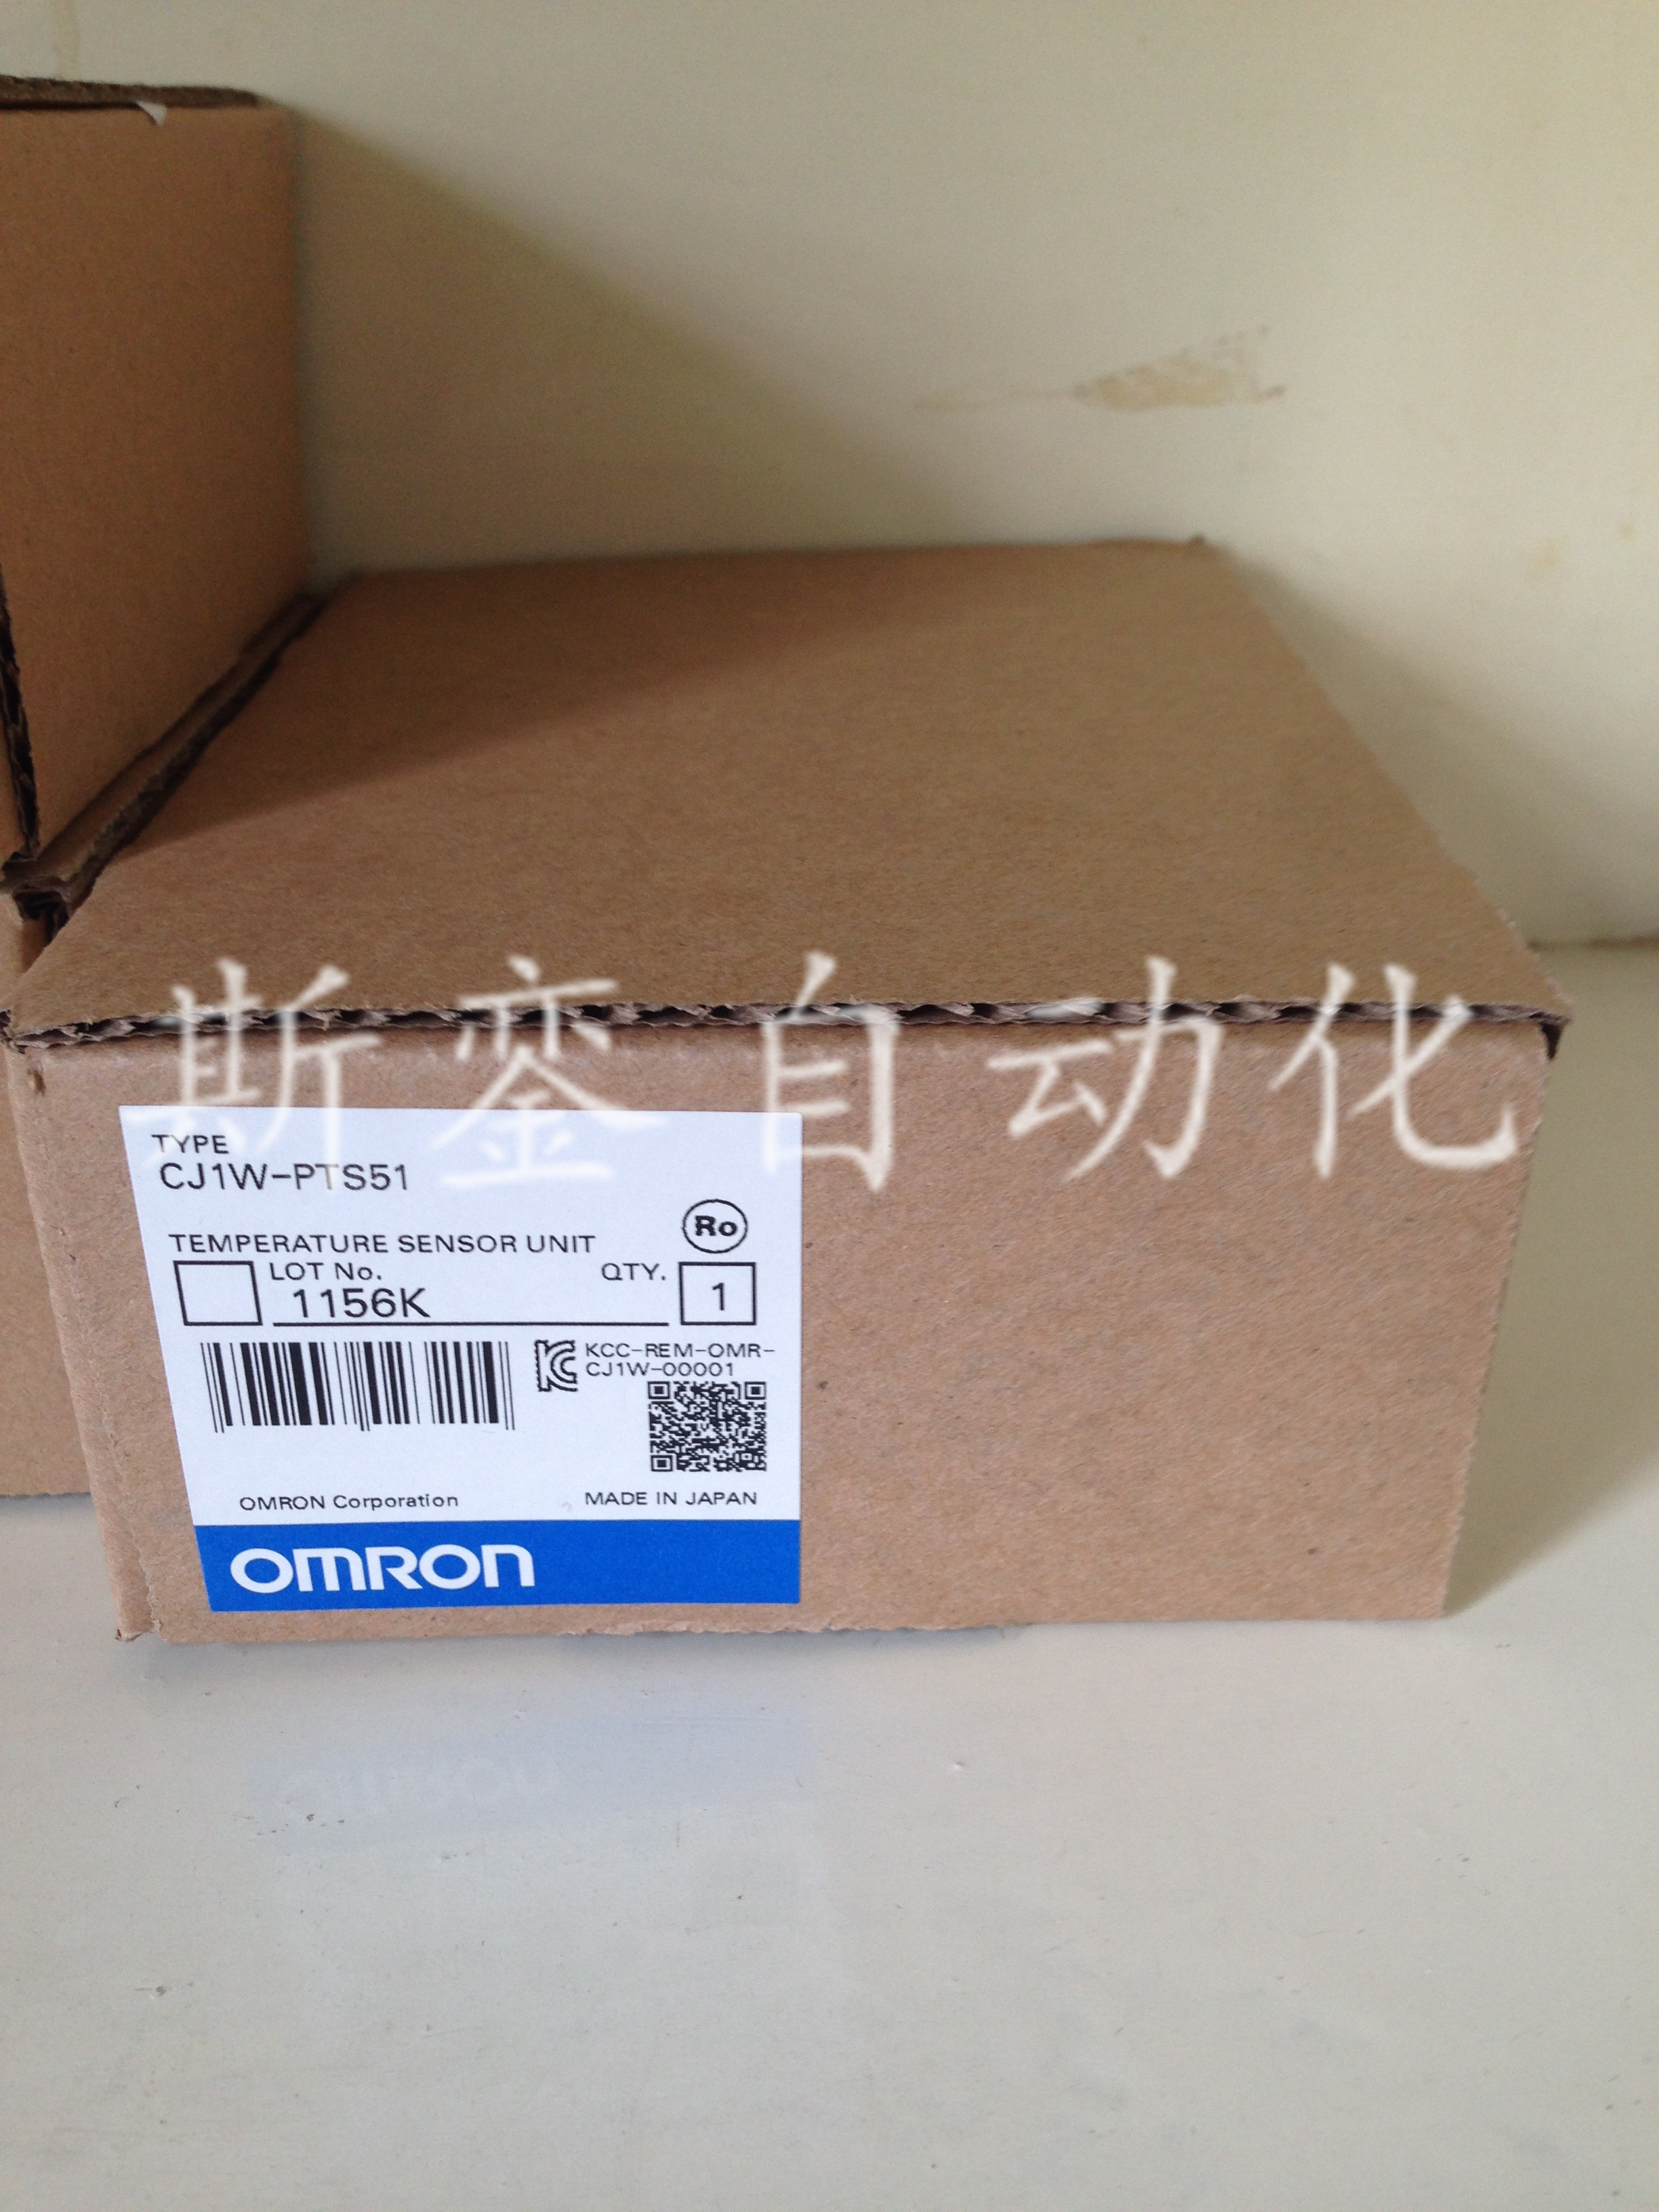 斯銮自动化
TYPE
CJ1W-PTS51
Ro
TEMPERATURE SENSOR UNIT
LOT No.
QTY.
1156K
1
KCC-REM-OMR-
CJ1W-00001
OMRON Corporation
MADE IN JAPAN
OMRON